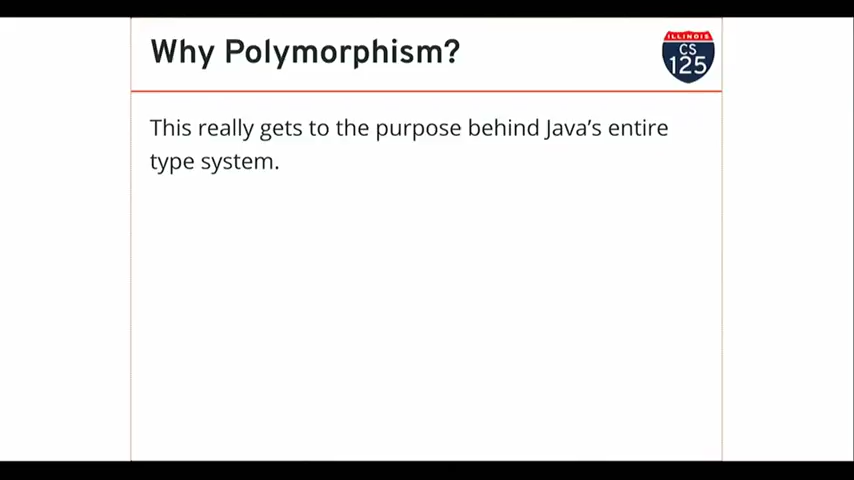 Why Polymorphism?
ILLINOIS
CS
125
This really gets to the purpose behind Java's entire
type system.